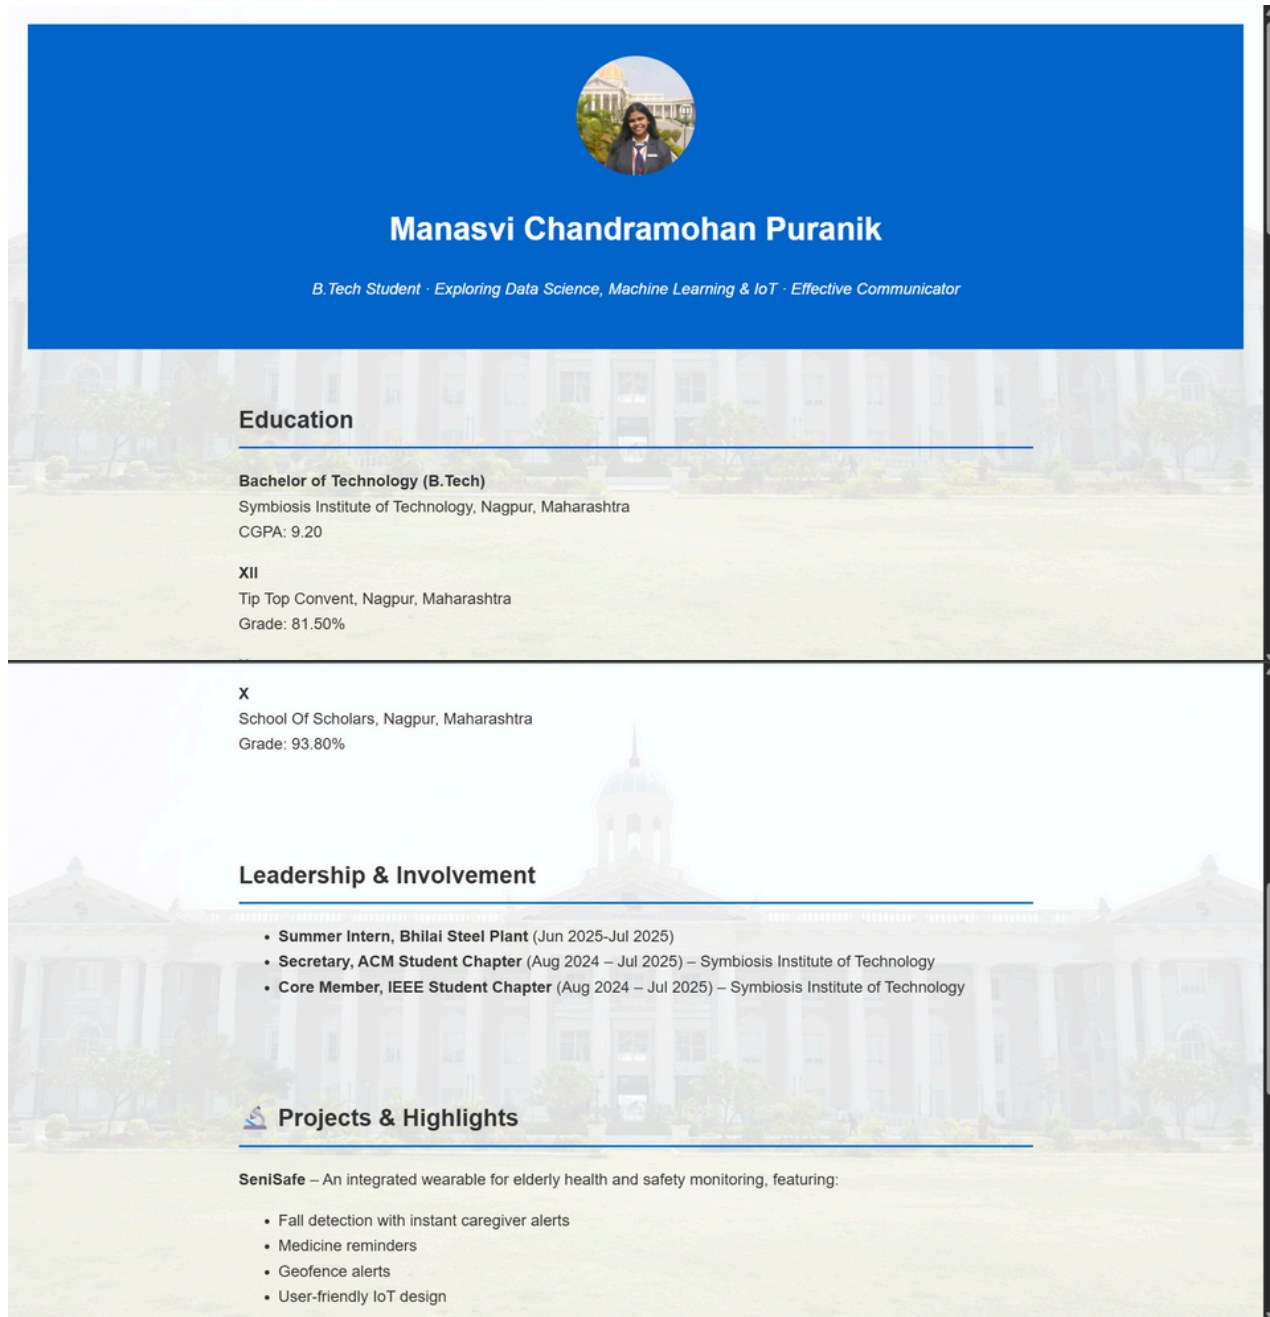 Manasvi Chandramohan Puranik
B.Tech Student · Exploring Data Science, Machine Learning & IoT · Effective Communicator
Education
Bachelor of Technology (B.Tech)
Symbiosis Institute of Technology, Nagpur, Maharashtra
CGPA: 9.20
XII
Tip Top Convent, Nagpur, Maharashtra
Grade: 81.50%
X
School Of Scholars, Nagpur, Maharashtra
Grade: 93.80%
Leadership & Involvement
• Summer Intern, Bhilai Steel Plant (Jun 2025-Jul 2025)
• Secretary, ACM Student Chapter (Aug 2024 – Jul 2025) – Symbiosis Institute of Technology
• Core Member, IEEE Student Chapter (Aug 2024 – Jul 2025) – Symbiosis Institute of Technology
🔬 Projects & Highlights
SeniSafe – An integrated wearable for elderly health and safety monitoring, featuring:
• Fall detection with instant caregiver alerts
• Medicine reminders
• Geofence alerts
• User-friendly IoT design